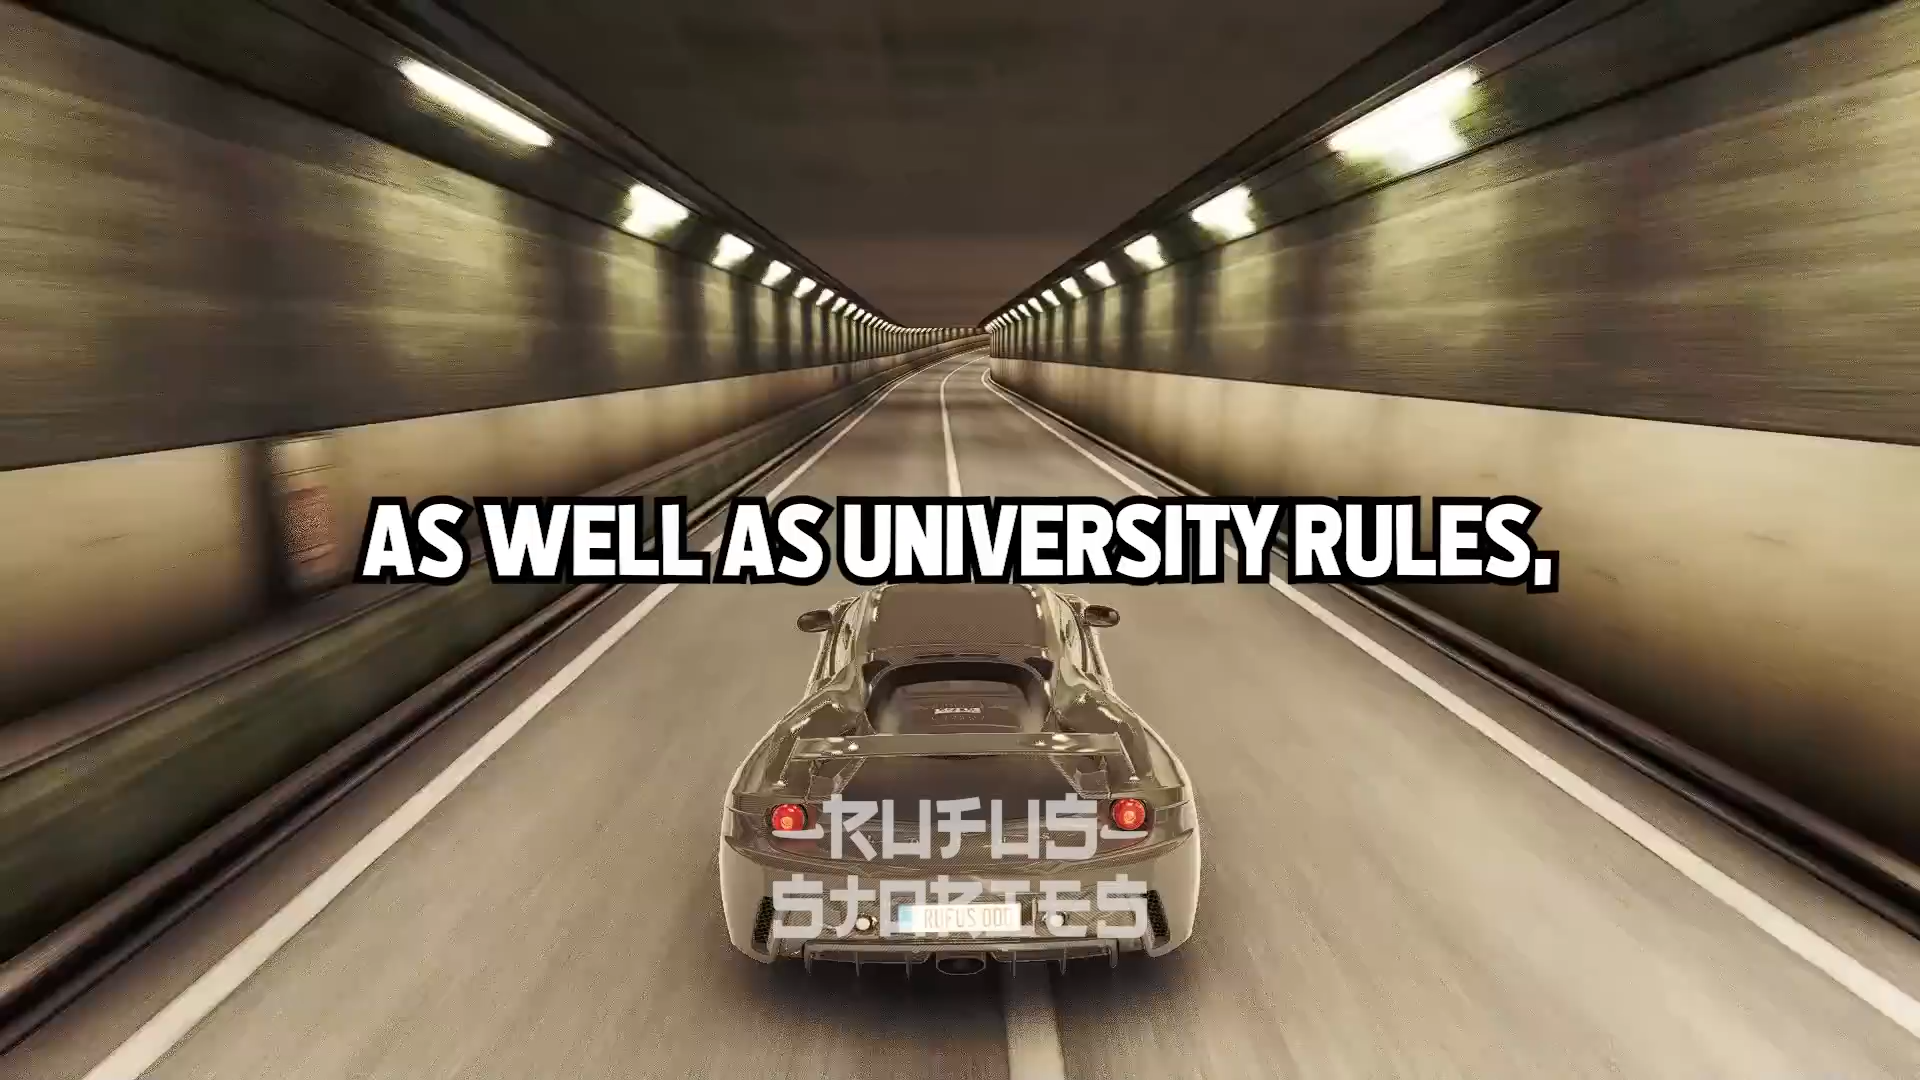 AS WELL AS UNIVERSITY RULES,
RUFUS
STORIES
RUFUS 000